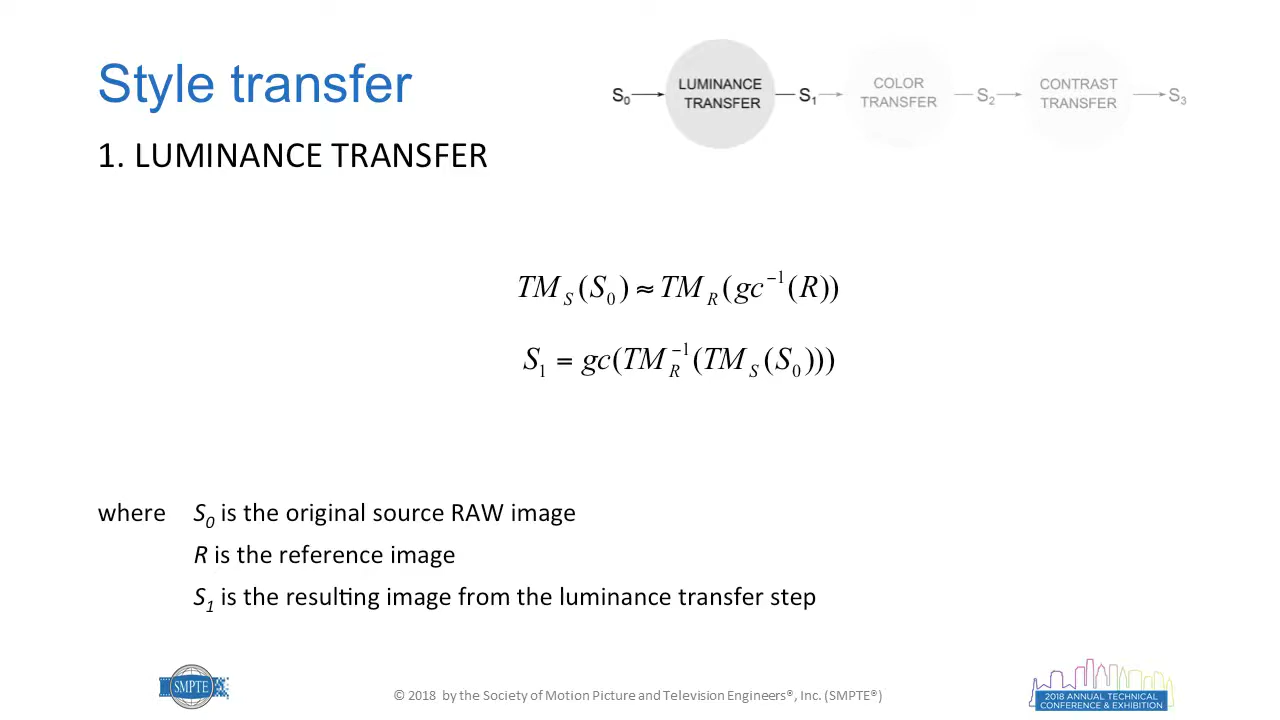 Style transfer
S0 → LUMINANCE TRANSFER — S1 → COLOR TRANSFER — S2 → CONTRAST TRANSFER → S3
1. LUMINANCE TRANSFER
TM_S(S_0) ≈ TM_R(gc^{-1}(R))
S_1 = gc(TM_R^{-1}(TM_S(S_0)))
where S_0 is the original source RAW image
R is the reference image
S_1 is the resulting image from the luminance transfer step
SMPTE
© 2018 by the Society of Motion Picture and Television Engineers®, Inc. (SMPTE®)
2018 ANNUAL TECHNICAL
CONFERENCE & EXHIBITION